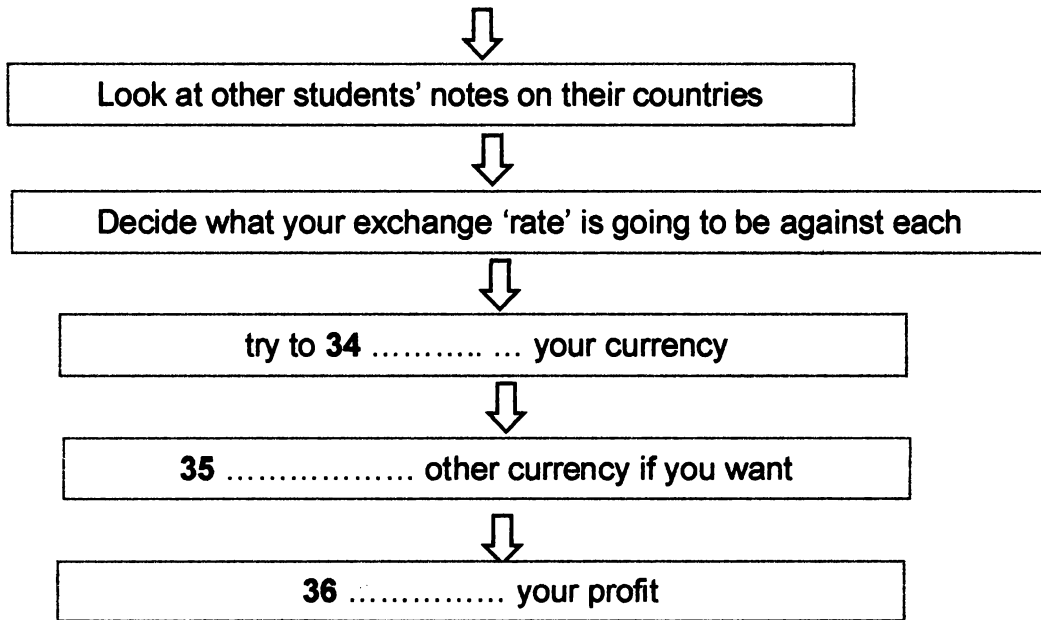 Look at other students’ notes on their countries
Decide what your exchange ‘rate’ is going to be against each
try to 34 ……….. … your currency
35 ………………. other currency if you want
36 …………… your profit